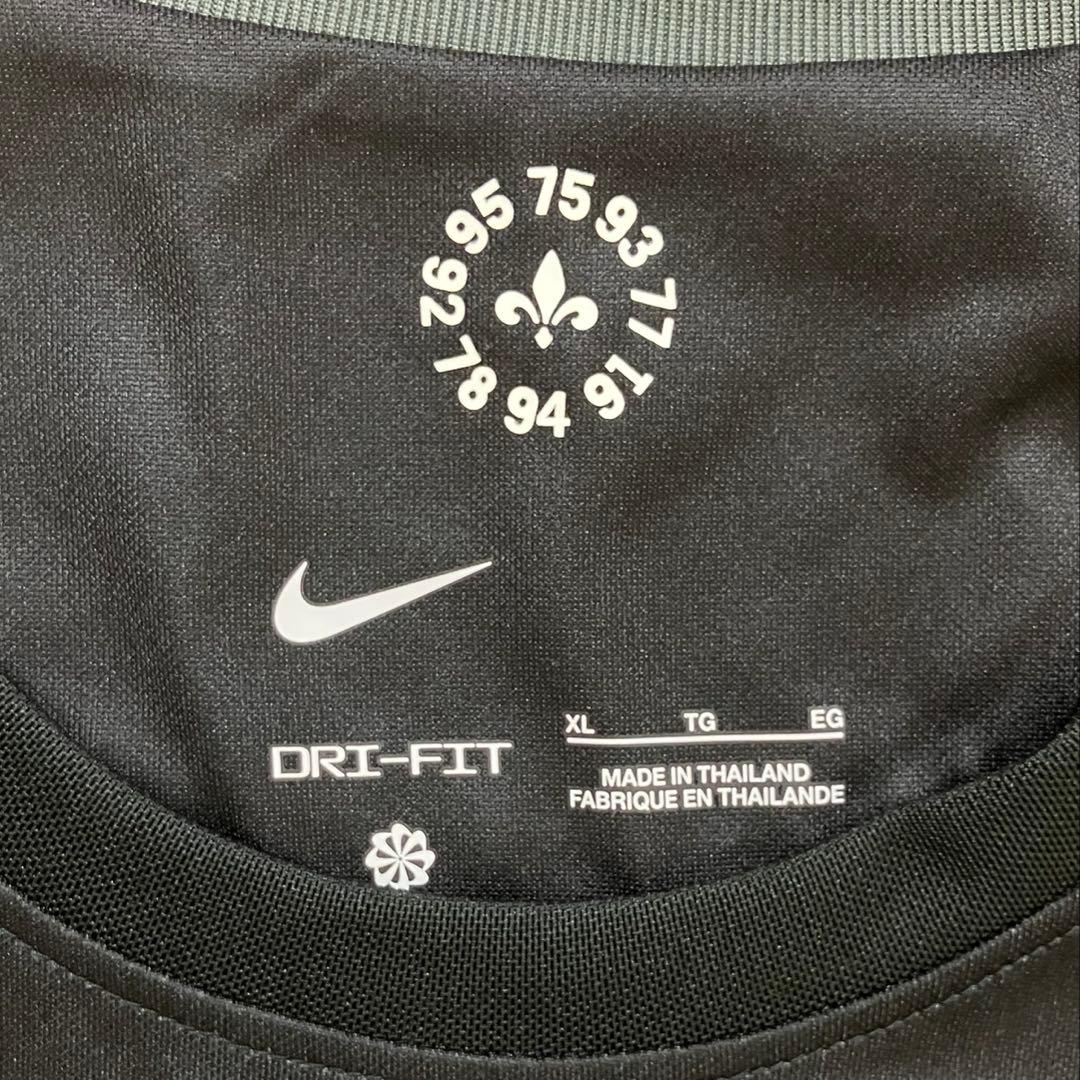 75 93 77 91 94 78 92 95
DRI-FIT
XL TG EG
MADE IN THAILAND
FABRIQUE EN THAILANDE